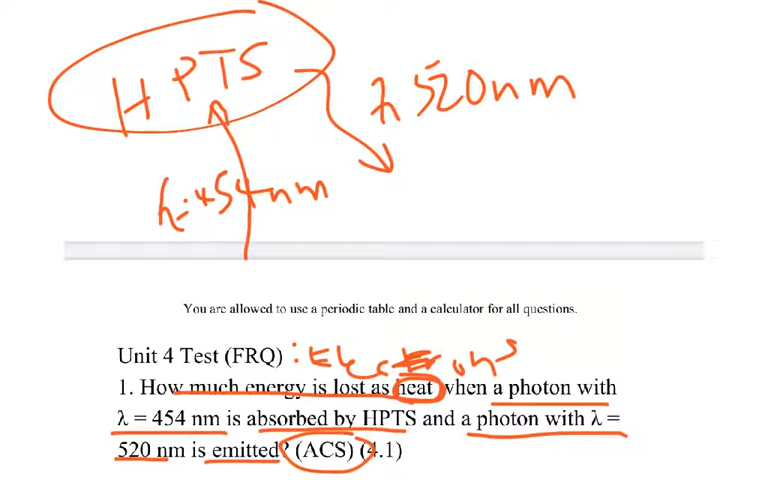 HPTS
λ 520nm
λ=454nm
You are allowed to use a periodic table and a calculator for all questions.
Unit 4 Test (FRQ) : Electrons
1. How much energy is lost as heat when a photon with
λ = 454 nm is absorbed by HPTS and a photon with λ =
520 nm is emitted? (ACS) (4.1)